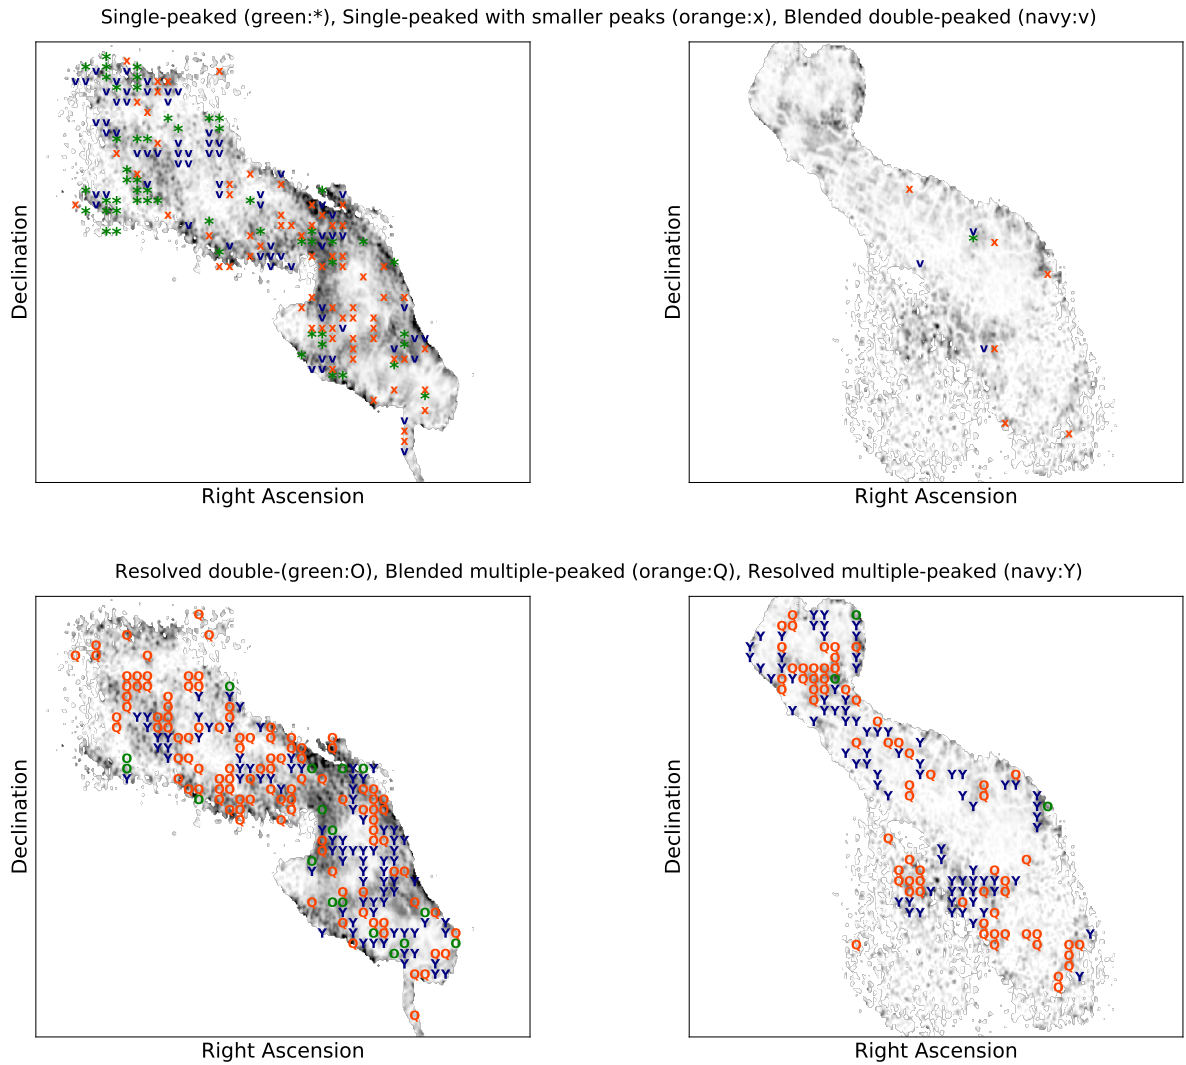 Single-peaked (green:*), Single-peaked with smaller peaks (orange:x), Blended double-peaked (navy:v)
Declination
Right Ascension
Declination
Right Ascension
Resolved double-(green:O), Blended multiple-peaked (orange:Q), Resolved multiple-peaked (navy:Y)
Declination
Right Ascension
Declination
Right Ascension